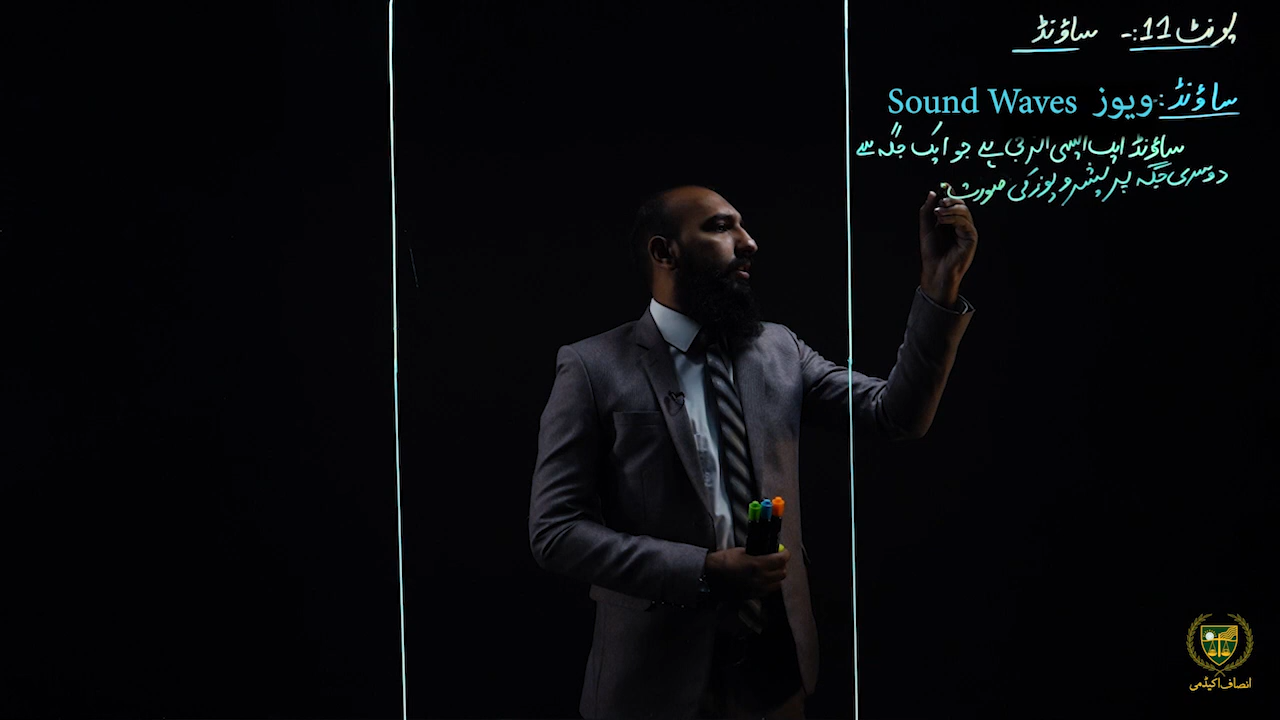 یونٹ 11:- ساؤنڈ
ساؤنڈ: ویوز Sound Waves
ساؤنڈ ایک ایسی انرجی ہے جو ایک جگہ سے
دوسری جگہ پر پریشر ویوز کی صورت
انصاف اکیڈمی